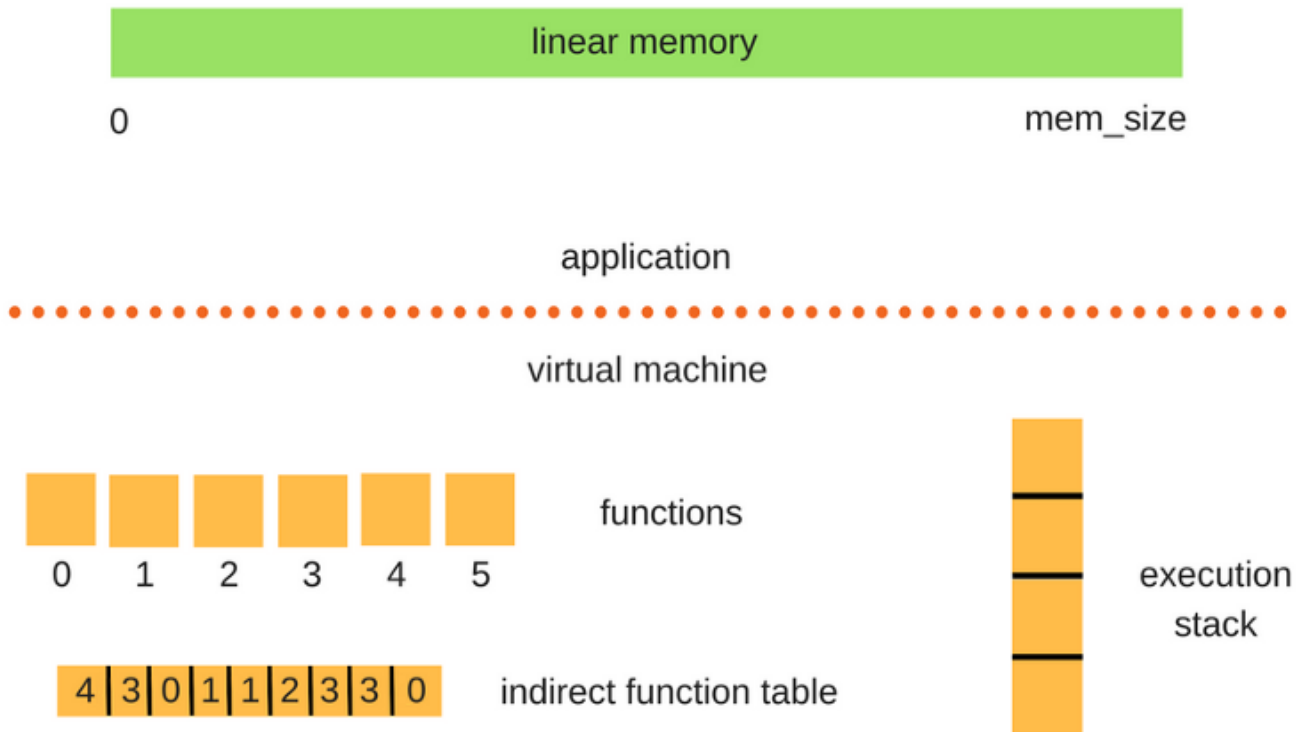 linear memory
0 mem_size
application
virtual machine
functions
0 1 2 3 4 5
execution
stack
4 3 0 1 1 2 3 3 0 indirect function table